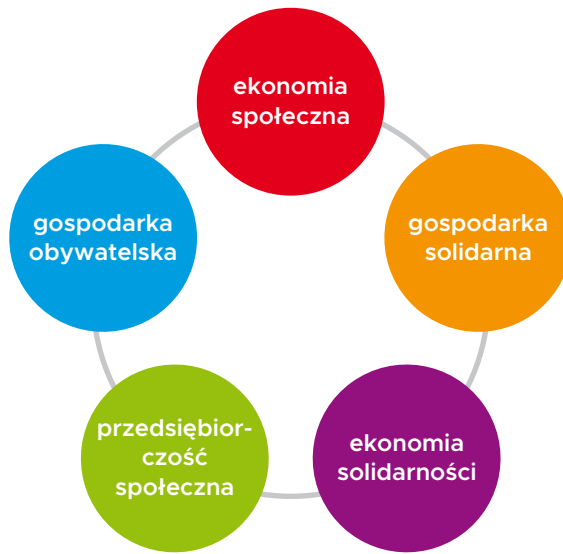 ekonomia
społeczna
gospodarka
obywatelska
gospodarka
solidarna
przedsiębior-
czość
społeczna
ekonomia
solidarności